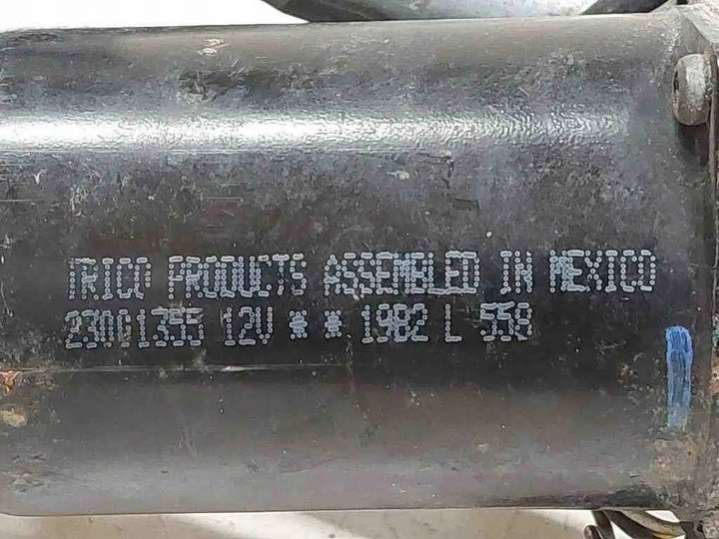 TRICO PRODUCTS ASSEMBLED IN MEXICO
23001355 12V * * 1982 L 558